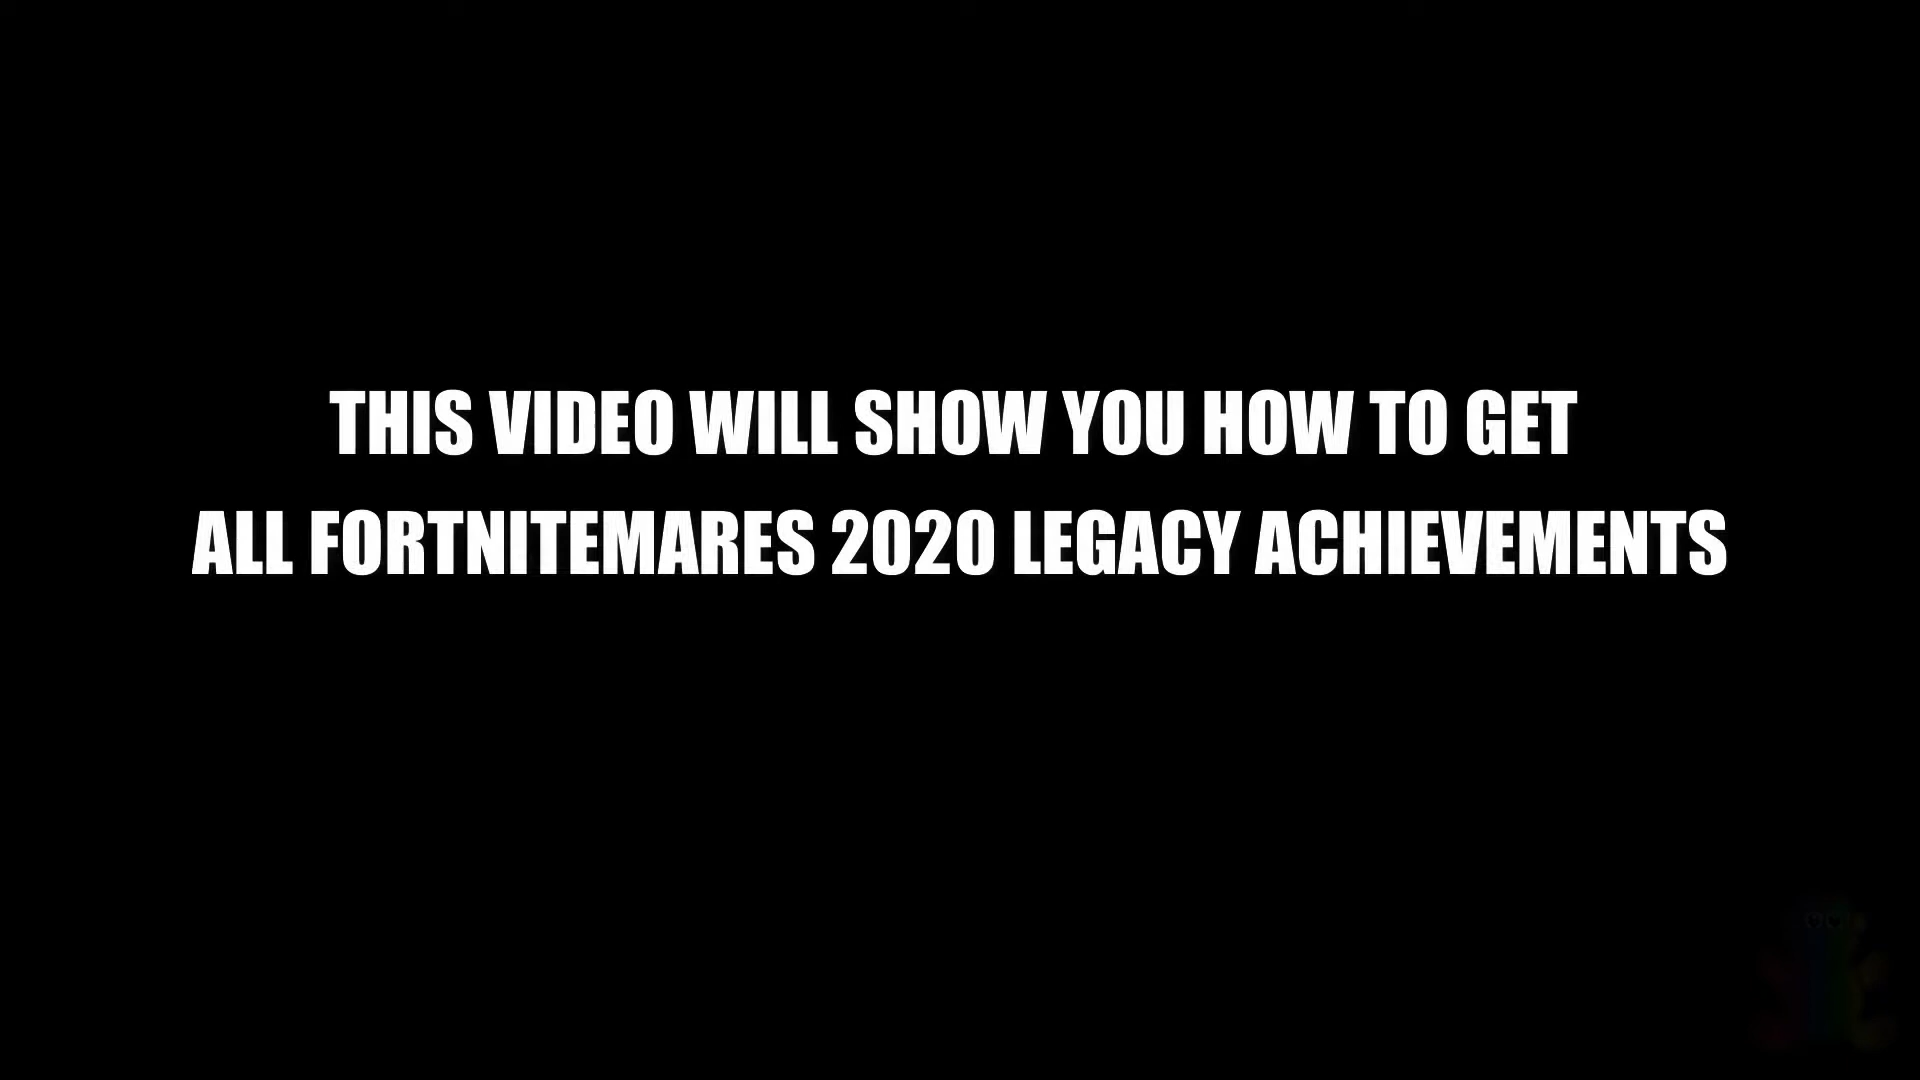 THIS VIDEO WILL SHOW YOU HOW TO GET
ALL FORTNITEMARES 2020 LEGACY ACHIEVEMENTS